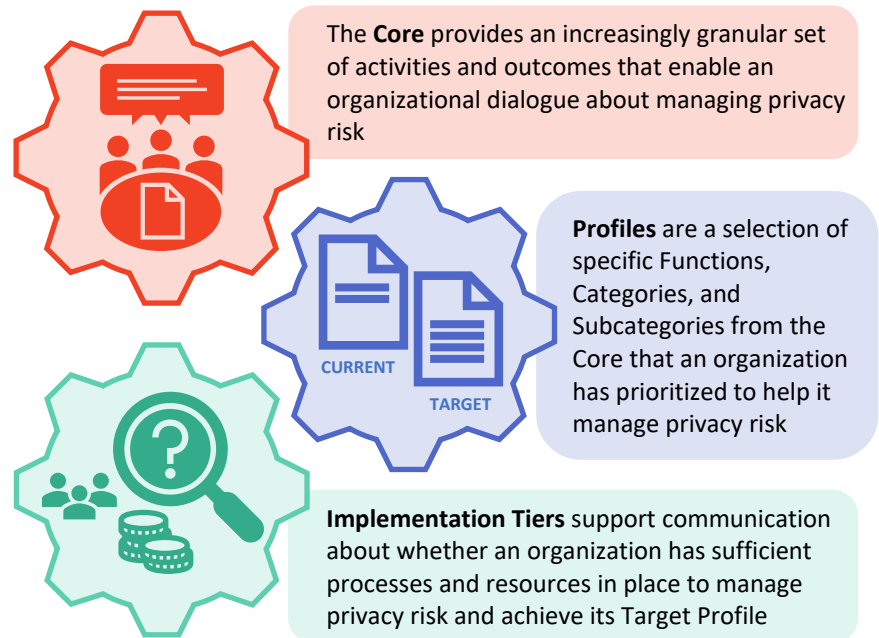 The Core provides an increasingly granular set
of activities and outcomes that enable an
organizational dialogue about managing privacy
risk
Profiles are a selection of
specific Functions,
Categories, and
Subcategories from the
Core that an organization
has prioritized to help it
manage privacy risk
CURRENT
TARGET
?
Implementation Tiers support communication
about whether an organization has sufficient
processes and resources in place to manage
privacy risk and achieve its Target Profile